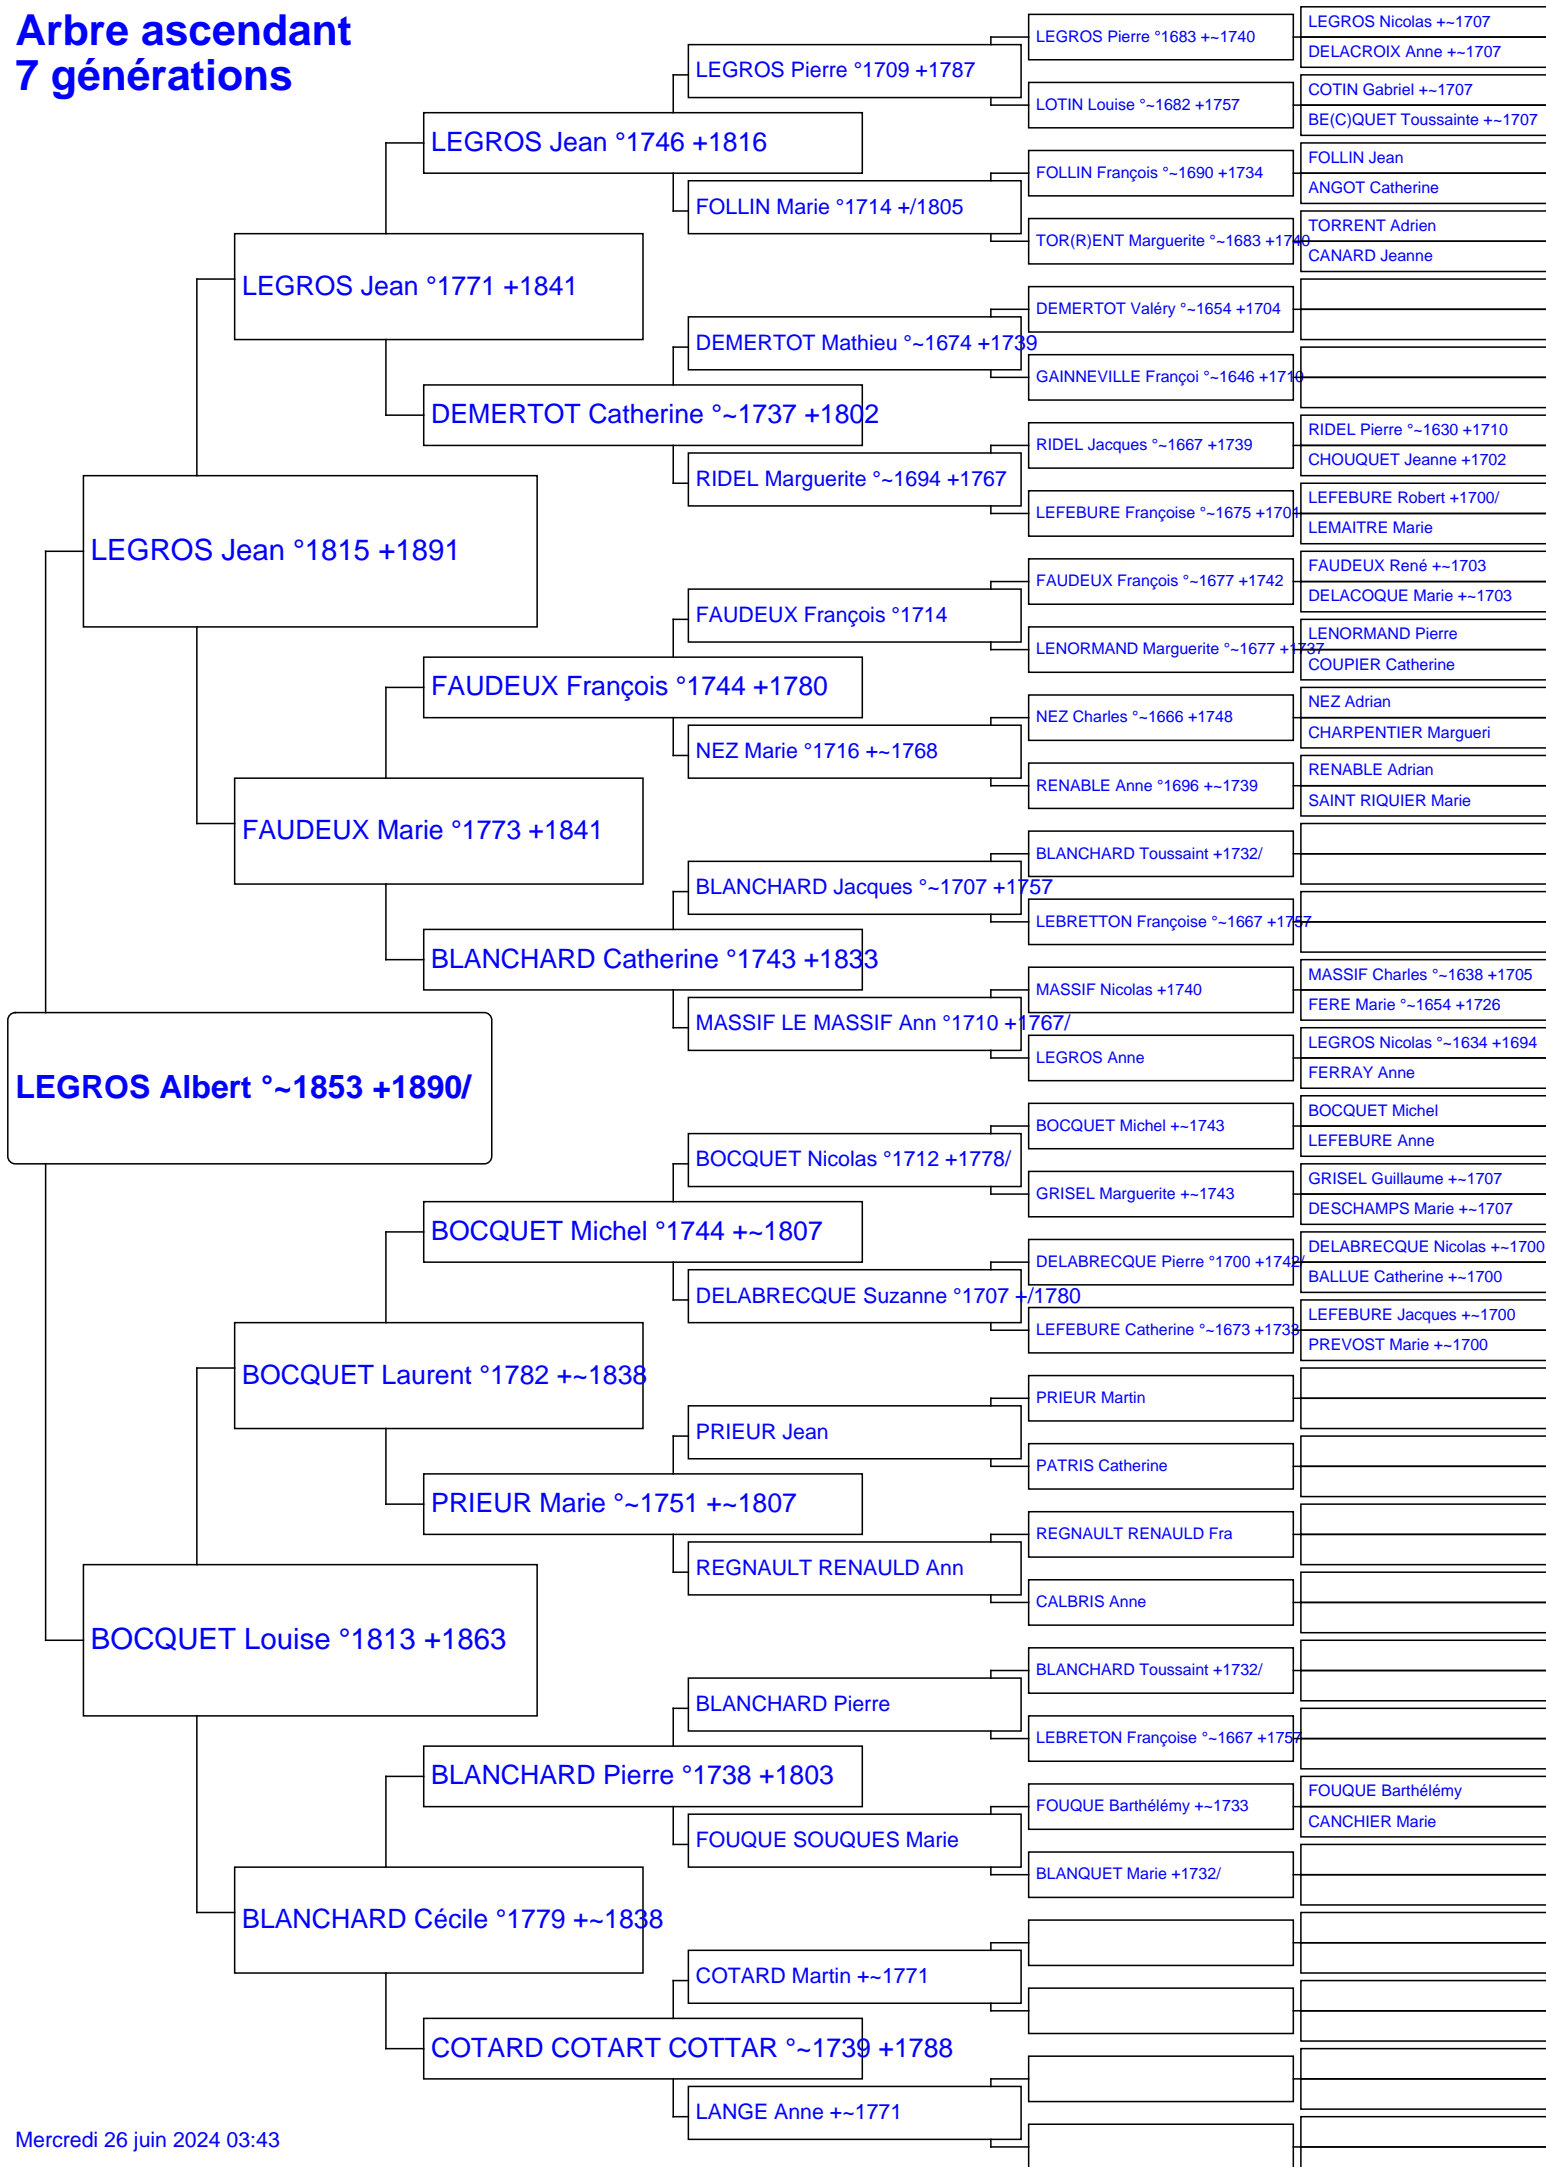 Arbre ascendant
7 générations
LEGROS Albert °~1853 +1890/
LEGROS Jean °1815 +1891
BOCQUET Louise °1813 +1863
LEGROS Jean °1771 +1841
FAUDEUX Marie °1773 +1841
BOCQUET Laurent °1782 +~1838
BLANCHARD Cécile °1779 +~1838
LEGROS Jean °1746 +1816
DEMERTOT Catherine °~1737 +1802
FAUDEUX François °1744 +1780
BLANCHARD Catherine °1743 +1833
BOCQUET Michel °1744 +~1807
PRIEUR Marie °~1751 +~1807
BLANCHARD Pierre °1738 +1803
COTARD COTART COTTAR °~1739 +1788
LEGROS Pierre °1709 +1787
FOLLIN Marie °1714 +/1805
DEMERTOT Mathieu °~1674 +1739
RIDEL Marguerite °~1694 +1767
FAUDEUX François °1714
NEZ Marie °1716 +~1768
BLANCHARD Jacques °~1707 +1757
MASSIF LE MASSIF Ann °1710 +1767/
BOCQUET Nicolas °1712 +1778/
DELABRECQUE Suzanne °1707 +/1780
PRIEUR Jean
REGNAULT RENAULD Ann
BLANCHARD Pierre
FOUQUE SOUQUES Marie
COTARD Martin +~1771
LANGE Anne +~1771
LEGROS Pierre °1683 +~1740
LOTIN Louise °~1682 +1757
FOLLIN François °~1690 +1734
TOR(R)ENT Marguerite °~1683 +1740
DEMERTOT Valéry °~1654 +1704
GAINNEVILLE Françoi °~1646 +1710
RIDEL Jacques °~1667 +1739
LEFEBURE Françoise °~1675 +1701
FAUDEUX François °~1677 +1742
LENORMAND Marguerite °~1677 +1737
NEZ Charles °~1666 +1748
RENABLE Anne °1696 +~1739
BLANCHARD Toussaint +1732/
LEBRETTON Françoise °~1667 +1757
MASSIF Nicolas +1740
LEGROS Anne
BOCQUET Michel +~1743
GRISEL Marguerite +~1743
DELABRECQUE Pierre °1700 +1742/
LEFEBURE Catherine °~1673 +1733
PRIEUR Martin
PATRIS Catherine
REGNAULT RENAULD Fra
CALBRIS Anne
BLANCHARD Toussaint +1732/
LEBRETON Françoise °~1667 +1757
FOUQUE Barthélémy +~1733
BLANQUET Marie +1732/
LEGROS Nicolas +~1707
DELACROIX Anne +~1707
COTIN Gabriel +~1707
BE(C)QUET Toussainte +~1707
FOLLIN Jean
ANGOT Catherine
TORRENT Adrien
CANARD Jeanne
RIDEL Pierre °~1630 +1710
CHOUQUET Jeanne +1702
LEFEBURE Robert +1700/
LEMAITRE Marie
FAUDEUX René +~1703
DELACOQUE Marie +~1703
LENORMAND Pierre
COUPIER Catherine
NEZ Adrian
CHARPENTIER Margueri
RENABLE Adrian
SAINT RIQUIER Marie
MASSIF Charles °~1638 +1705
FERE Marie °~1654 +1726
LEGROS Nicolas °~1634 +1694
FERRAY Anne
BOCQUET Michel
LEFEBURE Anne
GRISEL Guillaume +~1707
DESCHAMPS Marie +~1707
DELABRECQUE Nicolas +~1700
BALLUE Catherine +~1700
LEFEBURE Jacques +~1700
PREVOST Marie +~1700
FOUQUE Barthélémy
CANCHIER Marie
Mercredi 26 juin 2024 03:43